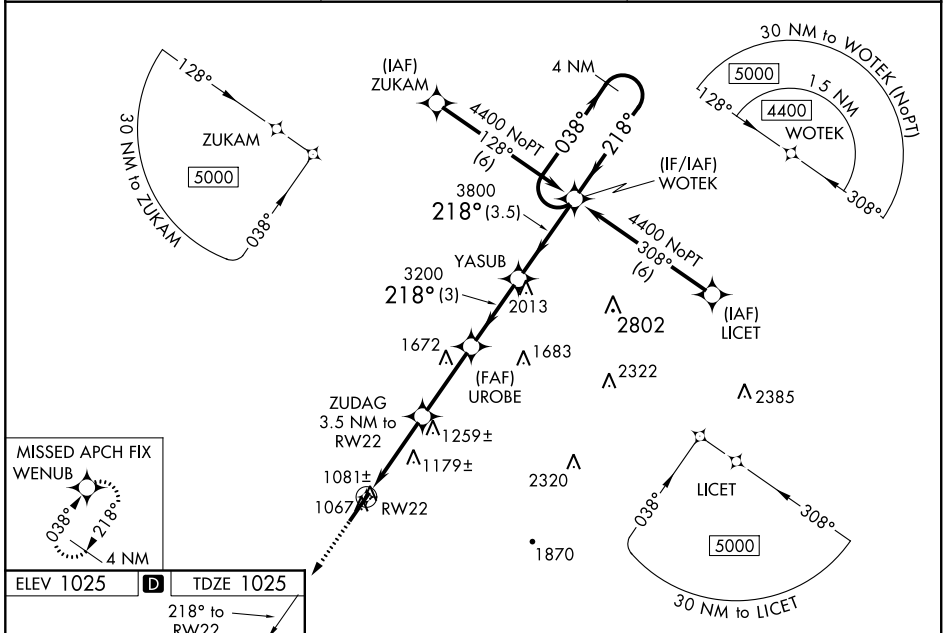 128°
ZUKAM
5000
30 NM to ZUKAM
038°
(IAF)
ZUKAM
4400 NoPT
128°
(6)
4 NM
038°
218°
(IF/IAF)
WOTEK
3800
218° (3.5)
4400 NoPT
308°
(6)
(IAF)
LICET
30 NM to WOTEK (NoPT)
5000
15 NM
4400
128°
WOTEK
308°
YASUB
3200
218° (3)
2013
2802
1672
1683
2322
2385
(FAF)
UROBE
ZUDAG
3.5 NM to
RW22
1259±
1179±
1081±
1067
RW22
2320
1870
LICET
038°
308°
5000
30 NM to LICET
MISSED APCH FIX
WENUB
038°
218°
4 NM
ELEV 1025
D
TDZE 1025
218° to
RW22